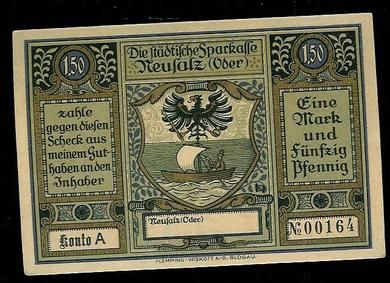 1.50
Die städtische Sparkasse
Neusalz (Oder)
1.50
zahle
gegen diesen
Scheck aus
meinem Gut-
haben an den
Inhaber
Eine
Mark
und
Fünfzig
Pfennig
Konto A
Neusalz (Oder)
No 00164
FLEMMING-WISKOTT A/G. GLOGAU.